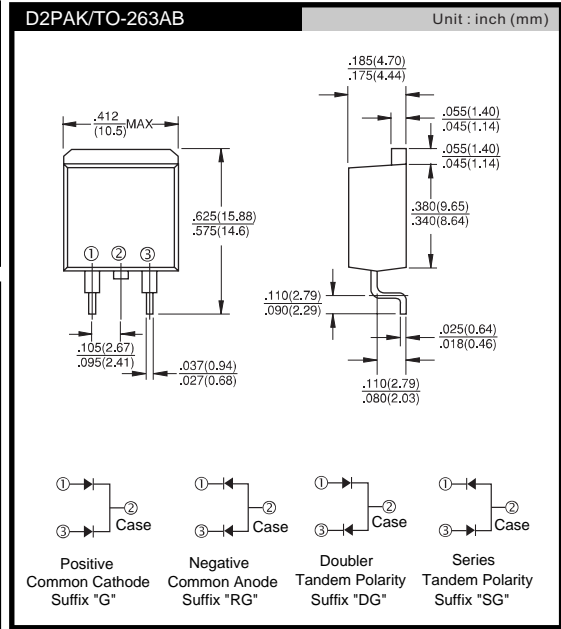 D2PAK/TO-263AB
Unit : inch (mm)
.185(4.70)
.175(4.44)
.412
(10.5)
MAX
.055(1.40)
.045(1.14)
.055(1.40)
.045(1.14)
.625(15.88)
.575(14.6)
.380(9.65)
.340(8.64)
① ② ③
.110(2.79)
.090(2.29)
.025(0.64)
.018(0.46)
.105(2.67)
.095(2.41)
.037(0.94)
.027(0.68)
.110(2.79)
.080(2.03)
① ① ① ①
② ② ② ②
③ Case ③ Case ③ Case ③ Case
Positive
Common Cathode
Suffix "G"
Negative
Common Anode
Suffix "RG"
Doubler
Tandem Polarity
Suffix "DG"
Series
Tandem Polarity
Suffix "SG"